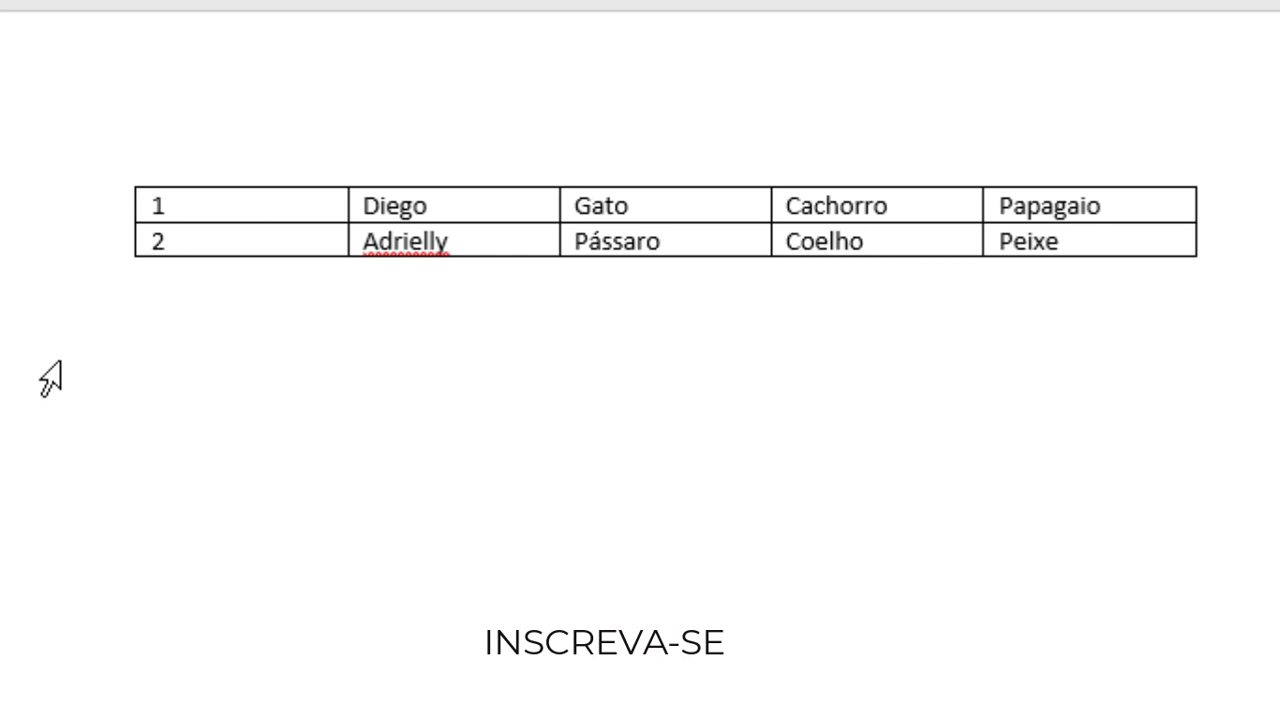 1 Diego Gato Cachorro Papagaio
2 Adrielly Pássaro Coelho Peixe
INSCREVA-SE